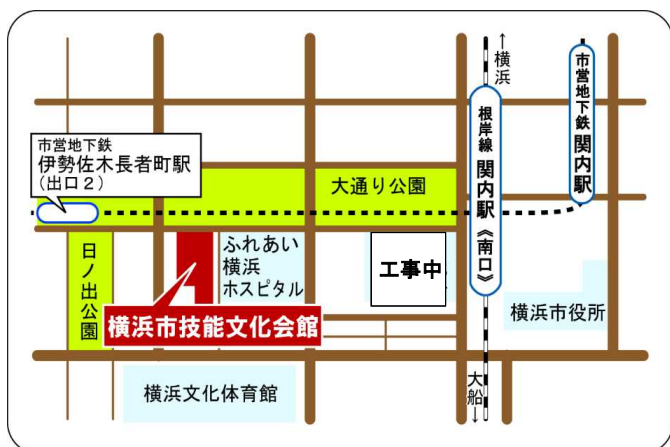 ↑横浜
市営地下鉄 関内駅
根岸線 関内駅《南口》
市営地下鉄
伊勢佐木長者町駅
(出口2)
大通り公園
日ノ出公園
ふれあい
横浜
ホスピタル
工事中
横浜市技能文化会館
横浜市役所
大船↓
横浜文化体育館